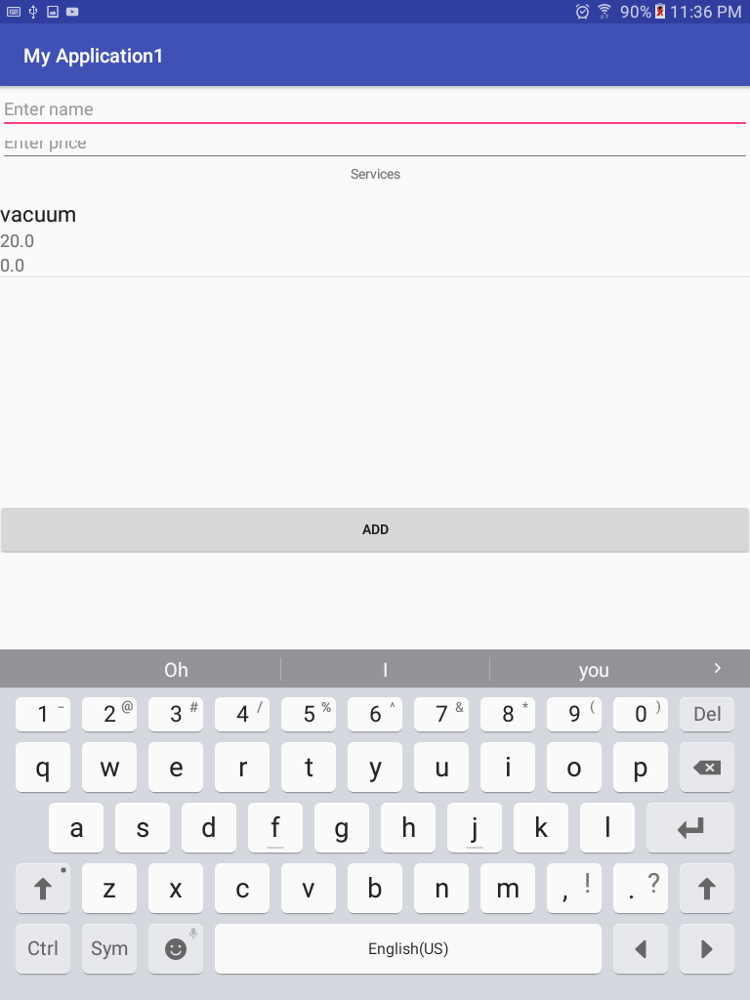 90% 11:36 PM
My Application1
Enter name
Enter price
Services
vacuum
20.0
0.0
ADD
Oh I you
1 - 2 @ 3 # 4 / 5 % 6 ^ 7 & 8 * 9 ( 0 ) Del
q w e r t y u i o p
a s d f g h j k l
z x c v b n m , ! . ?
Ctrl Sym English(US)